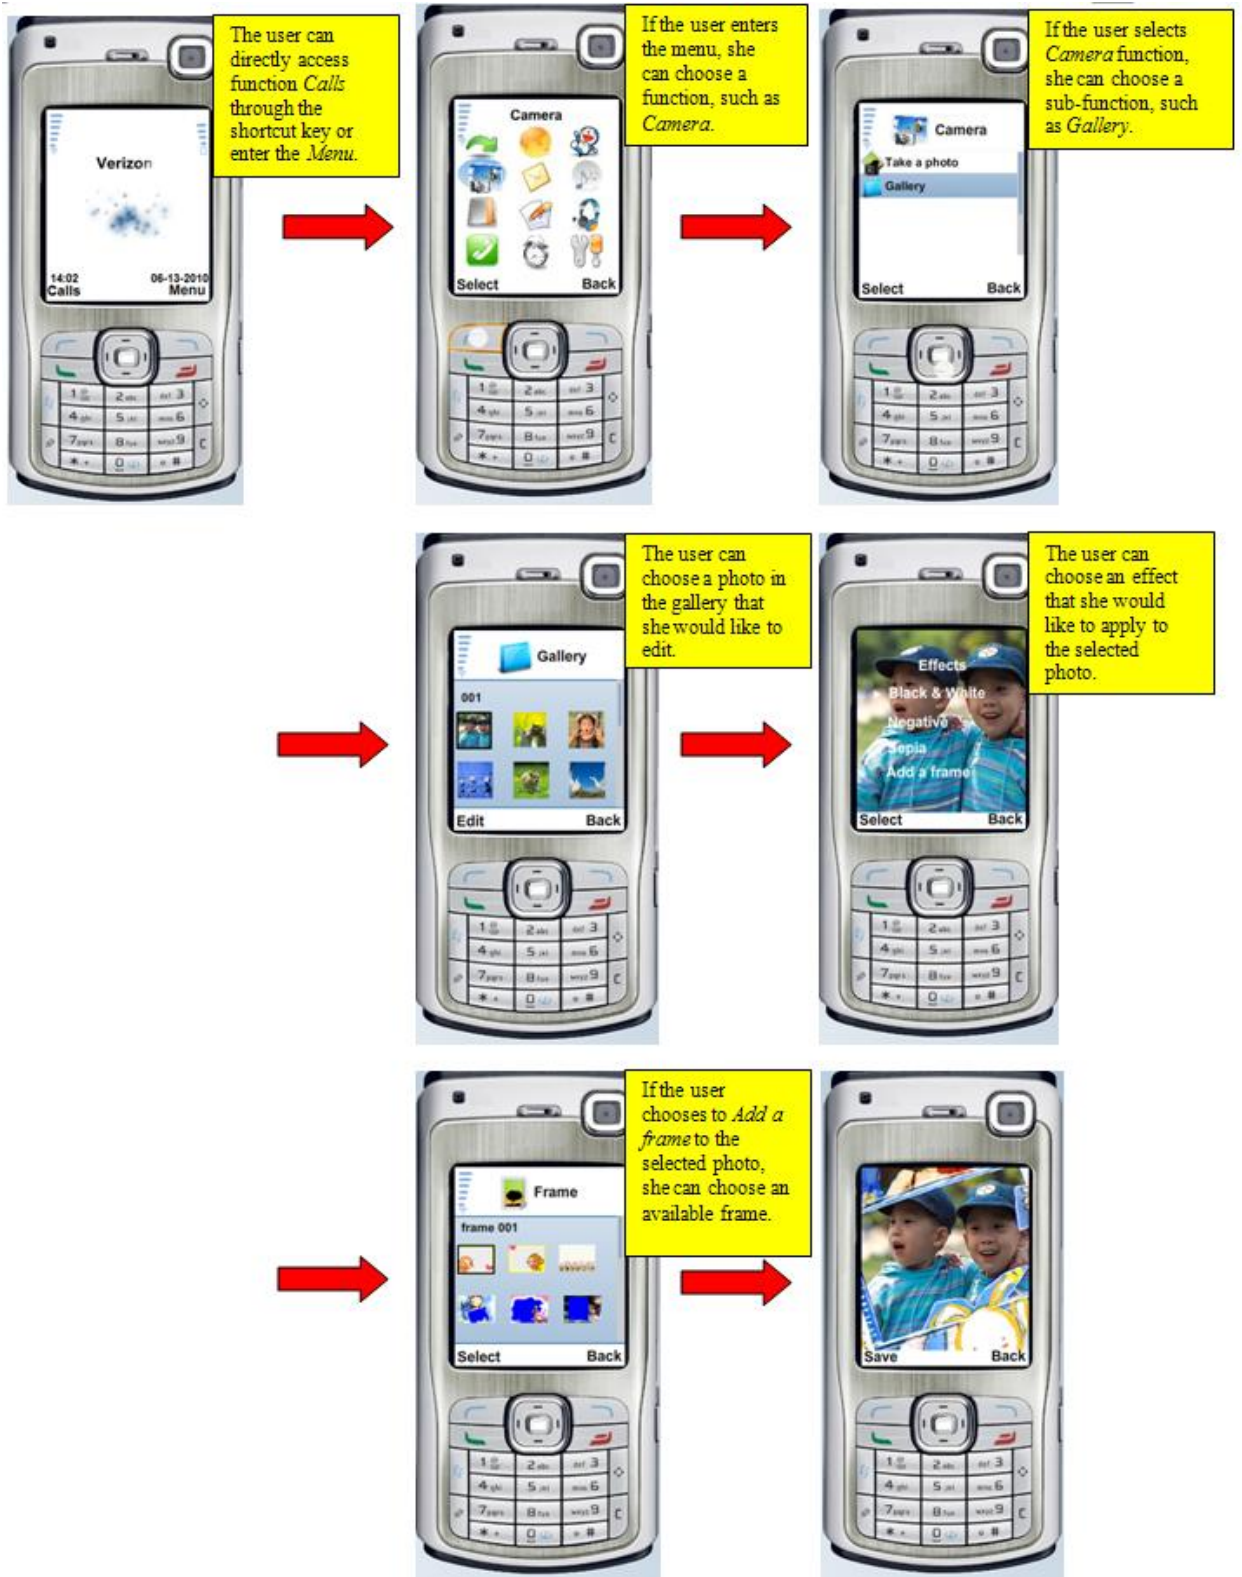 The user can
directly access
function Calls
through the
shortcut key or
enter the Menu.
Verizon
14:02
06-13-2010
Calls
Menu
If the user enters
the menu, she
can choose a
function, such as
Camera.
Camera
Select
Back
If the user selects
Camera function,
she can choose a
sub-function, such
as Gallery.
Camera
Take a photo
Gallery
Select
Back
The user can
choose a photo in
the gallery that
she would like to
edit.
Gallery
001
Edit
Back
The user can
choose an effect
that she would
like to apply to
the selected
photo.
Effects
Black & White
Negative
Sepia
Add a frame
Select
Back
If the user
chooses to Add a
frame to the
selected photo,
she can choose an
available frame.
Frame
frame 001
Select
Back
Save
Back